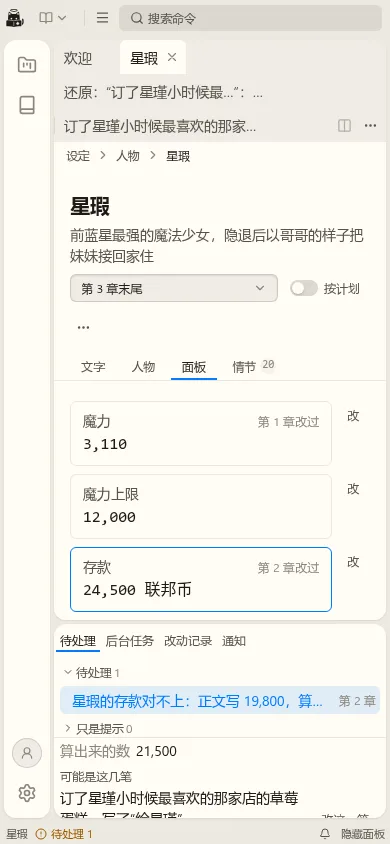 搜索命令
欢迎
星瑕
还原：“订了星瑾小时候最…”：…
订了星瑾小时候最喜欢的那家…
设定 > 人物 > 星瑕
星瑕
前蓝星最强的魔法少女，隐退后以哥哥的样子把
妹妹接回家住
第 3 章末尾
按计划
…
文字 人物 面板 情节 20
魔力 第 1 章改过 改
3,110
魔力上限 改
12,000
存款 第 2 章改过 改
24,500 联邦币
待处理 后台任务 改动记录 通知
待处理 1
星瑕的存款对不上：正文写 19,800，算… 第 2 章
只是提示 0
算出来的数 21,500
可能是这几笔
订了星瑾小时候最喜欢的那家店的草莓
星瑕 待处理 1 隐藏面板